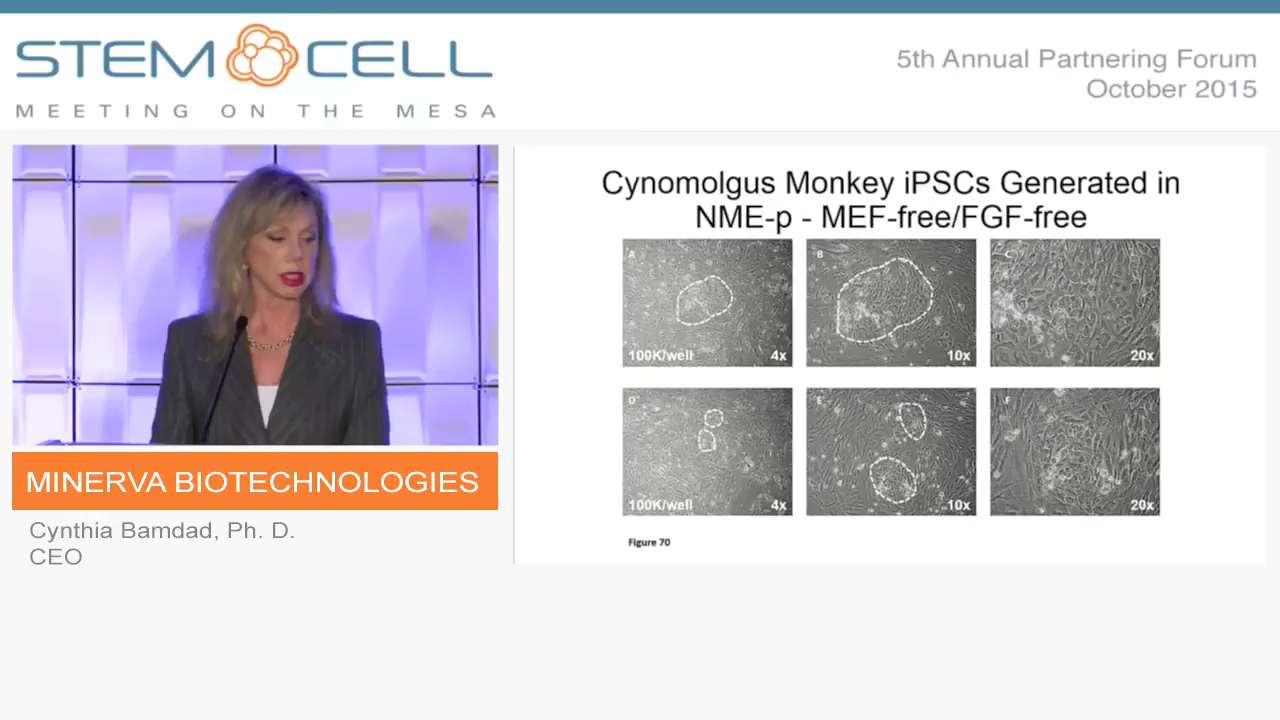 STEM CELL
MEETING ON THE MESA
5th Annual Partnering Forum
October 2015
MINERVA BIOTECHNOLOGIES
Cynthia Bamdad, Ph. D.
CEO
Cynomolgus Monkey iPSCs Generated in
NME-p - MEF-free/FGF-free
A
100K/well 4x
B
10x
C
20x
D
100K/well 4x
E
10x
F
20x
Figure 70